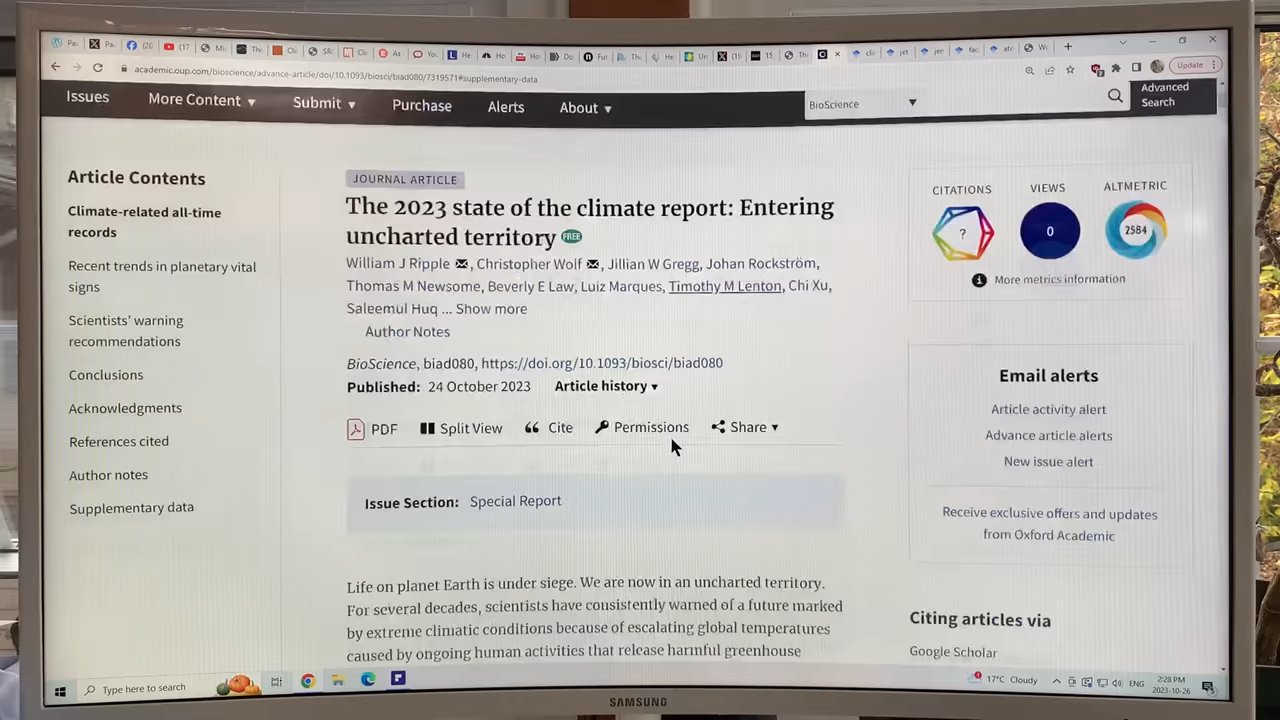 academic.oup.com/bioscience/advance-article/doi/10.1093/biosci/biad080/7319571#supplementary-data
Update
Issues
More Content
Submit
Purchase
Alerts
About
BioScience
Advanced
Search
Article Contents
Climate-related all-time
records
Recent trends in planetary vital
signs
Scientists' warning
recommendations
Conclusions
Acknowledgments
References cited
Author notes
Supplementary data
JOURNAL ARTICLE
The 2023 state of the climate report: Entering
uncharted territory FREE
William J Ripple, Christopher Wolf, Jillian W Gregg, Johan Rockström,
Thomas M Newsome, Beverly E Law, Luiz Marques, Timothy M Lenton, Chi Xu,
Saleemul Huq ... Show more
Author Notes
BioScience, biad080, https://doi.org/10.1093/biosci/biad080
Published: 24 October 2023 Article history
PDF Split View Cite Permissions Share
Issue Section: Special Report
Life on planet Earth is under siege. We are now in an uncharted territory.
For several decades, scientists have consistently warned of a future marked
by extreme climatic conditions because of escalating global temperatures
caused by ongoing human activities that release harmful greenhouse
CITATIONS VIEWS ALTMETRIC
? 0 2584
More metrics information
Email alerts
Article activity alert
Advance article alerts
New issue alert
Receive exclusive offers and updates
from Oxford Academic
Citing articles via
Google Scholar
Type here to search
17°C Cloudy
ENG
2:28 PM
2023-10-26
SAMSUNG